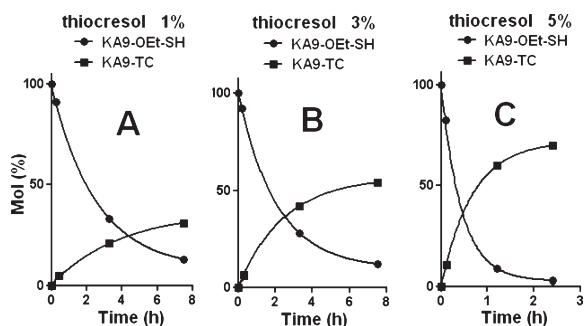 thiocresol 1%
KA9-OEt-SH
KA9-TC
thiocresol 3%
KA9-OEt-SH
KA9-TC
thiocresol 5%
KA9-OEt-SH
KA9-TC
Mol (%)
100
50
0
A
0 2 4 6 8
Time (h)
100
50
0
B
0 2 4 6 8
Time (h)
100
50
0
C
0 1 2 3
Time (h)